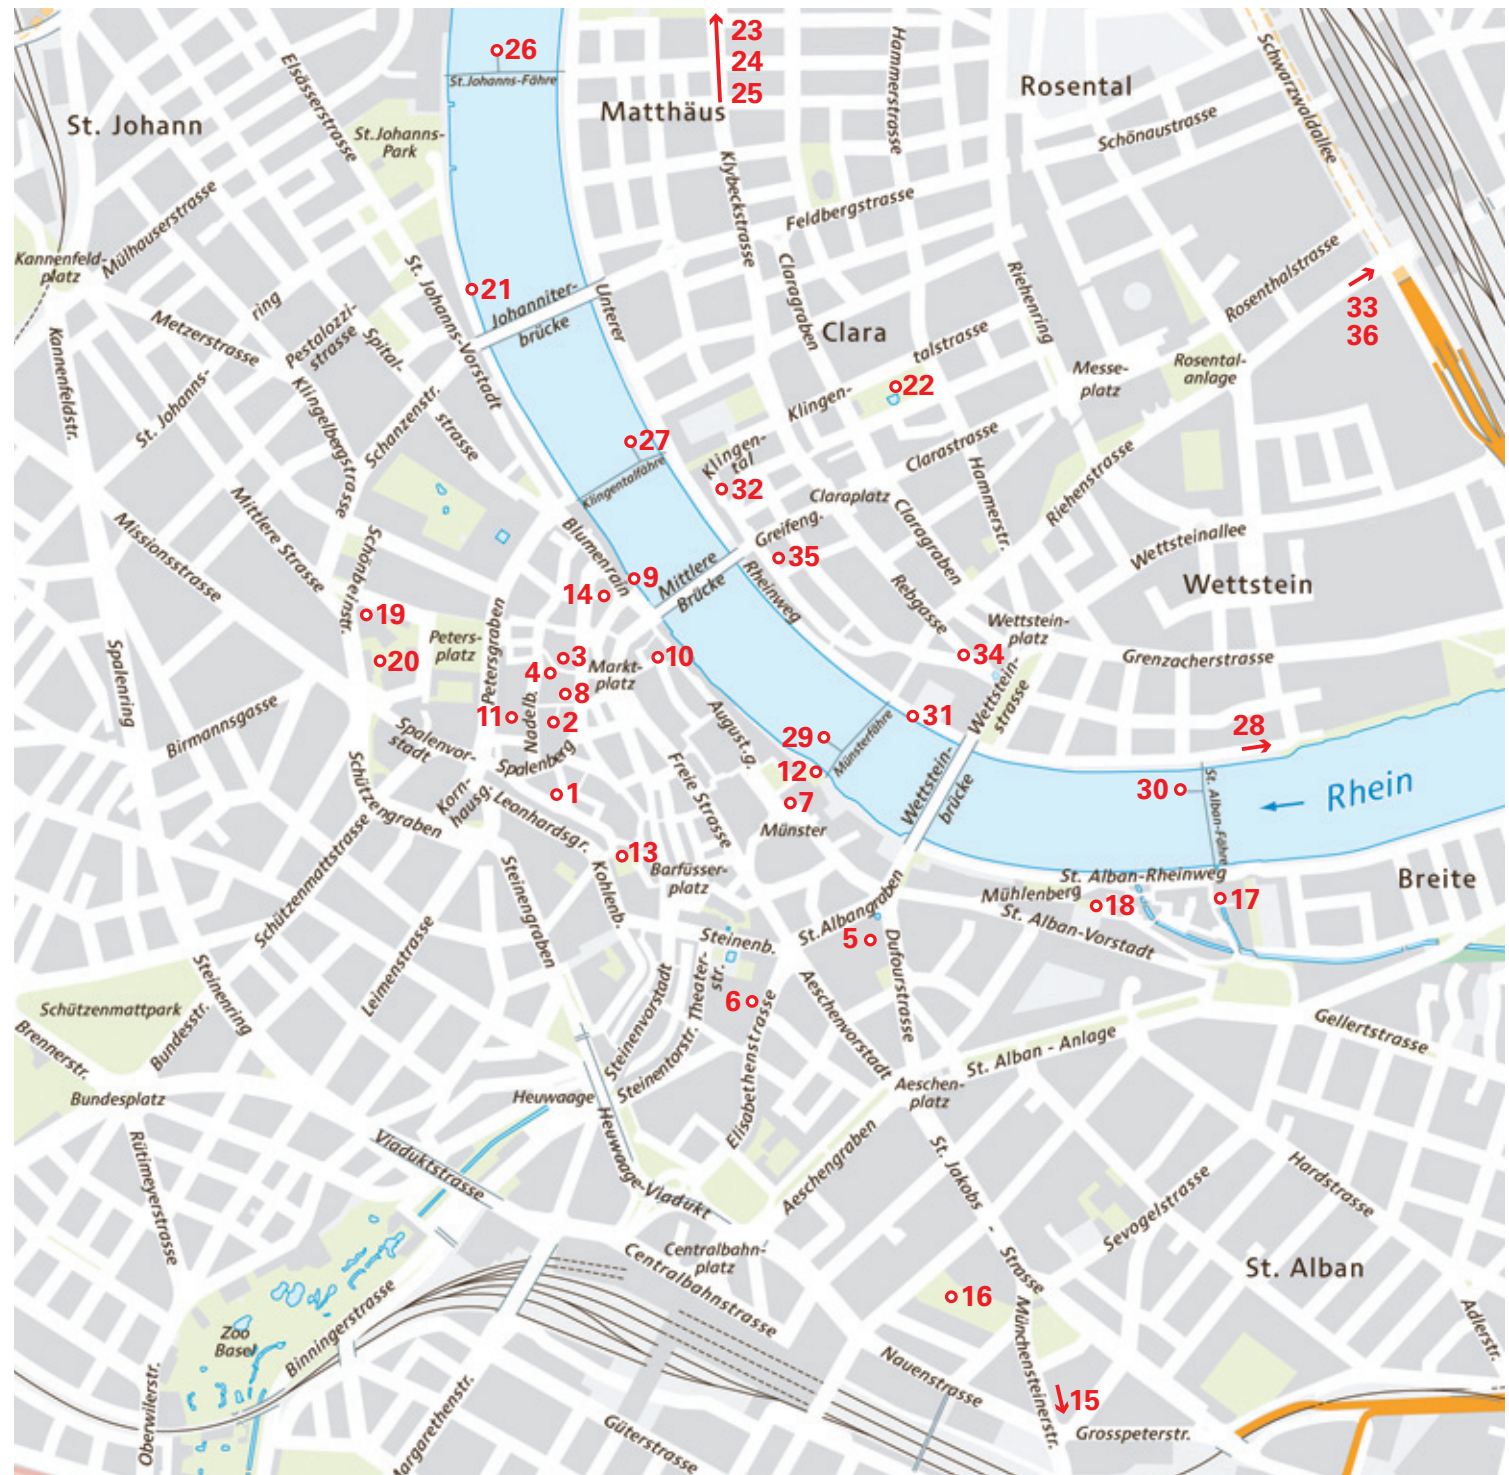 26
St.Johanns-Fähre
23
24
25
Hammerstrasse
Schwarzwaldallee
Rosental
Elsässerstrasse
Matthäus
St. Johann
St.Johanns-
Park
Schönaustrasse
Klybeckstrasse
Mülhauserstrasse
Feldbergstrasse
Kannenfeld-
platz
St. Johanns-Vorstadt
21
Johanniter-
brücke
Unterer
Claragraben
Riehenring
Rosenthalstrasse
33
36
ring
Metzerstrasse
Pestalozzi-
strasse
Spital-
strasse
Kannenfeldstr.
Clara
talstrasse
Messe-
platz
Rosental-
anlage
St. Johanns-
Klingelbergstrasse
Schanzenstr.
22
Klingen-
27
Klingentalfähre
Klingen-
tal
Clarastrasse
32
Claraplatz
Hammerstr.
Riehenstrasse
Mittlere Strasse
Missionsstrasse
Schönbeinstr.
Blumenrain
Greifeng.
Claragraben
Wettsteinallee
35
Mittlere
Brücke
9
14
Rheinweg
Rebgasse
Wettstein
19
Petersgraben
Peters-
platz
20
3
4
Markt-
platz
10
8
Wettstein-
platz
34
Grenzacherstrasse
Spalenring
Birmannsgasse
11
Nadelb.
2
August.g.
29
Münsterfähre
31
Wettstein-
strasse
28
Spalenvor-
stadt
Spalenberg
Freie Strasse
12
7
Münster
Wettstein-
brücke
30
St. Alban-Fähre
Rhein
Schützengraben
Korn-
hausg.
1
Leonhardsgr.
13
Barfüsser-
platz
Schützenmattstrasse
Steinengraben
Kohlenb.
St. Alban-Rheinweg
Mühlenberg
18
17
Breite
St. Alban-Vorstadt
St.Albangraben
5
Dufourstrasse
Steinenb.
Theater-
str.
6
Leimenstrasse
Steinenring
Schützenmattpark
Bundesstr.
Brennerstr.
Bundesplatz
Steinenvorstadt
Steinentorstr.
Elisabethenstrasse
Aeschenvorstadt
St. Alban - Anlage
Gellertstrasse
Aeschen-
platz
Heuwaage
Heuwaage-Viadukt
Viaduktstrasse
Rütimeyerstrasse
Aeschengraben
St. Jakobs
-
Strasse
Sevogelstrasse
Hardstrasse
Centralbahn-
platz
Centralbahnstrasse
St. Alban
16
Münchensteinerstr.
Adlerstr.
Zoo
Basel
Binningerstrasse
Nauenstrasse
15
Grosspeterstr.
Oberwilerstr.
Margarethenstr.
Güterstrasse